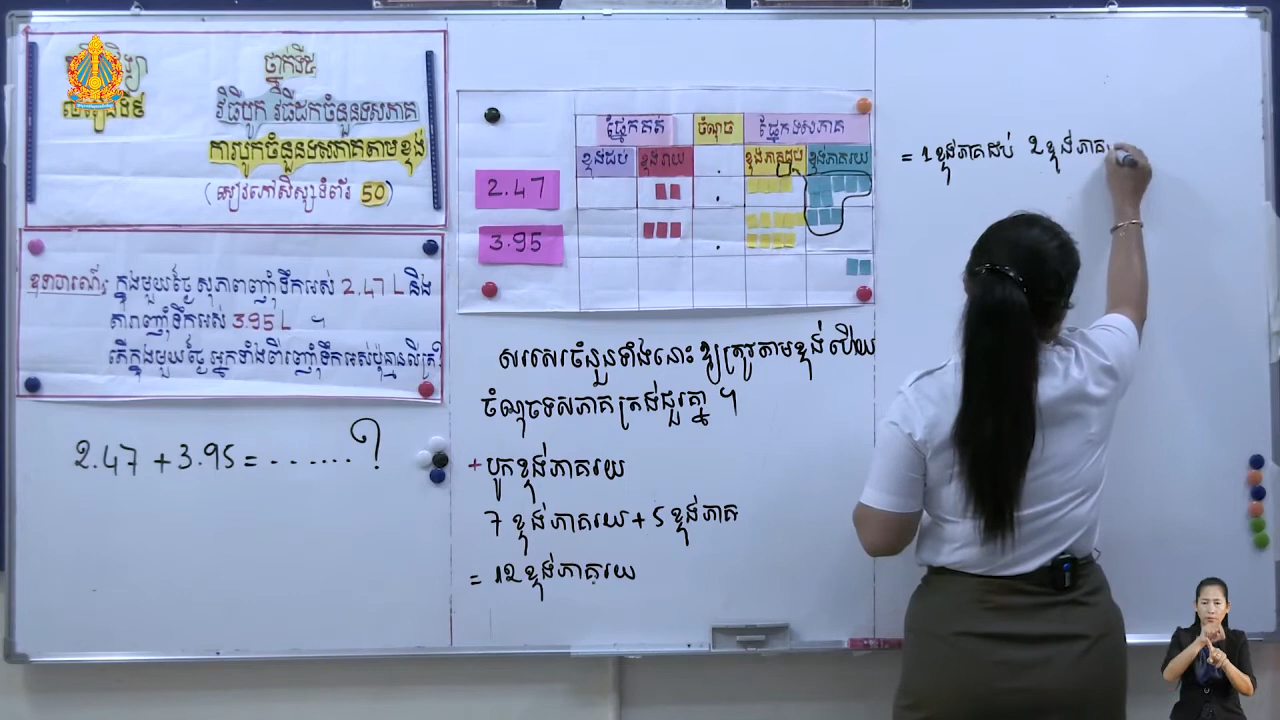 ថ្នាក់ទី៥
មេរៀនទី៩
វិធីបូក វិធីដកចំនួនទសភាគ
ការបូកចំនួនទសភាគតាមខ្ទង់
(សៀវភៅសិស្សទំព័រ 50)
ឧទាហរណ៍៖ ក្នុងមួយថ្ងៃ សុភាពញ៉ាំទឹកអស់ 2.47 L និង
តារាញ៉ាំទឹកអស់ 3.95 L ។
តើក្នុងមួយថ្ងៃ អ្នកទាំងពីរញ៉ាំទឹកអស់ប៉ុន្មានលីត្រ?
2.47 + 3.95 = ....... ?
ផ្នែកគត់ ចំណុច ផ្នែកទសភាគ
ខ្ទង់ដប់ ខ្ទង់រាយ . ខ្ទង់ភាគដប់ ខ្ទង់ភាគរយ
2.47 .
3.95 .
សរសេរចំនួនទាំងនោះឱ្យត្រូវតាមខ្ទង់ ហើយ
ចំណុចទសភាគត្រង់ជួរគ្នា ។
+ បូកខ្ទង់ភាគរយ
7 ខ្ទង់ភាគរយ + 5 ខ្ទង់ភាគ
= 12 ខ្ទង់ភាគរយ
= 1 ខ្ទង់ភាគដប់ 2 ខ្ទង់ភាគ